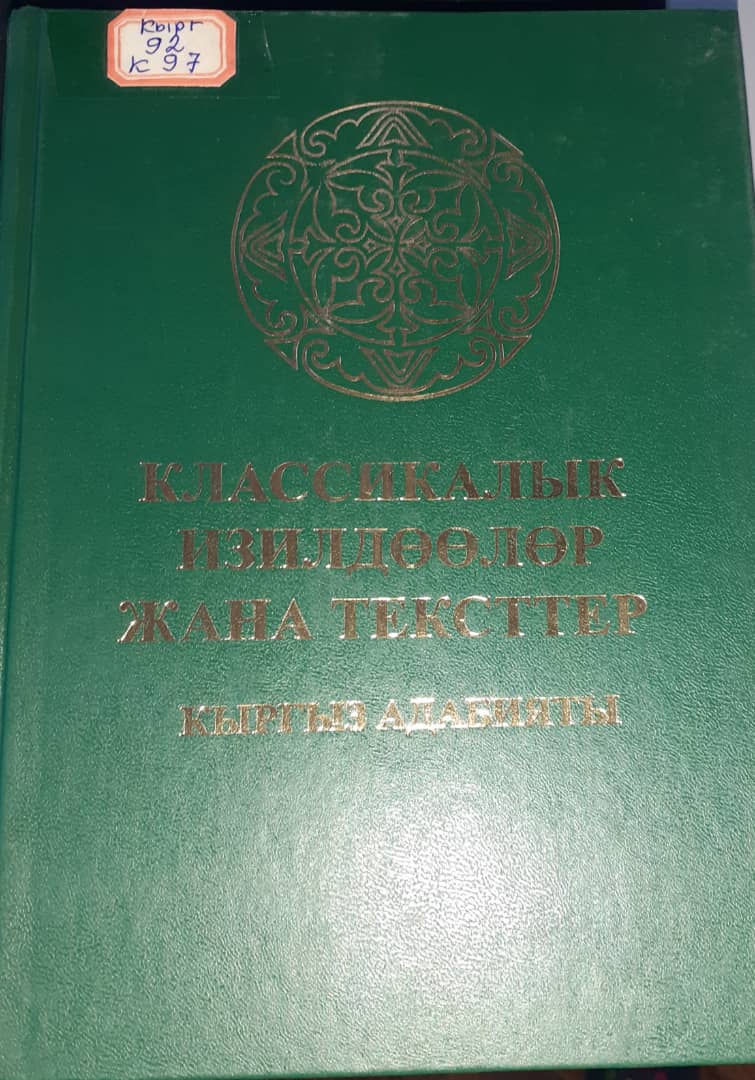 Кырг
92
К 97
КЛАССИКАЛЫК
ИЗИЛДӨӨЛӨР
ЖАНА ТЕКСТТЕР
КЫРГЫЗ АДАБИЯТЫ